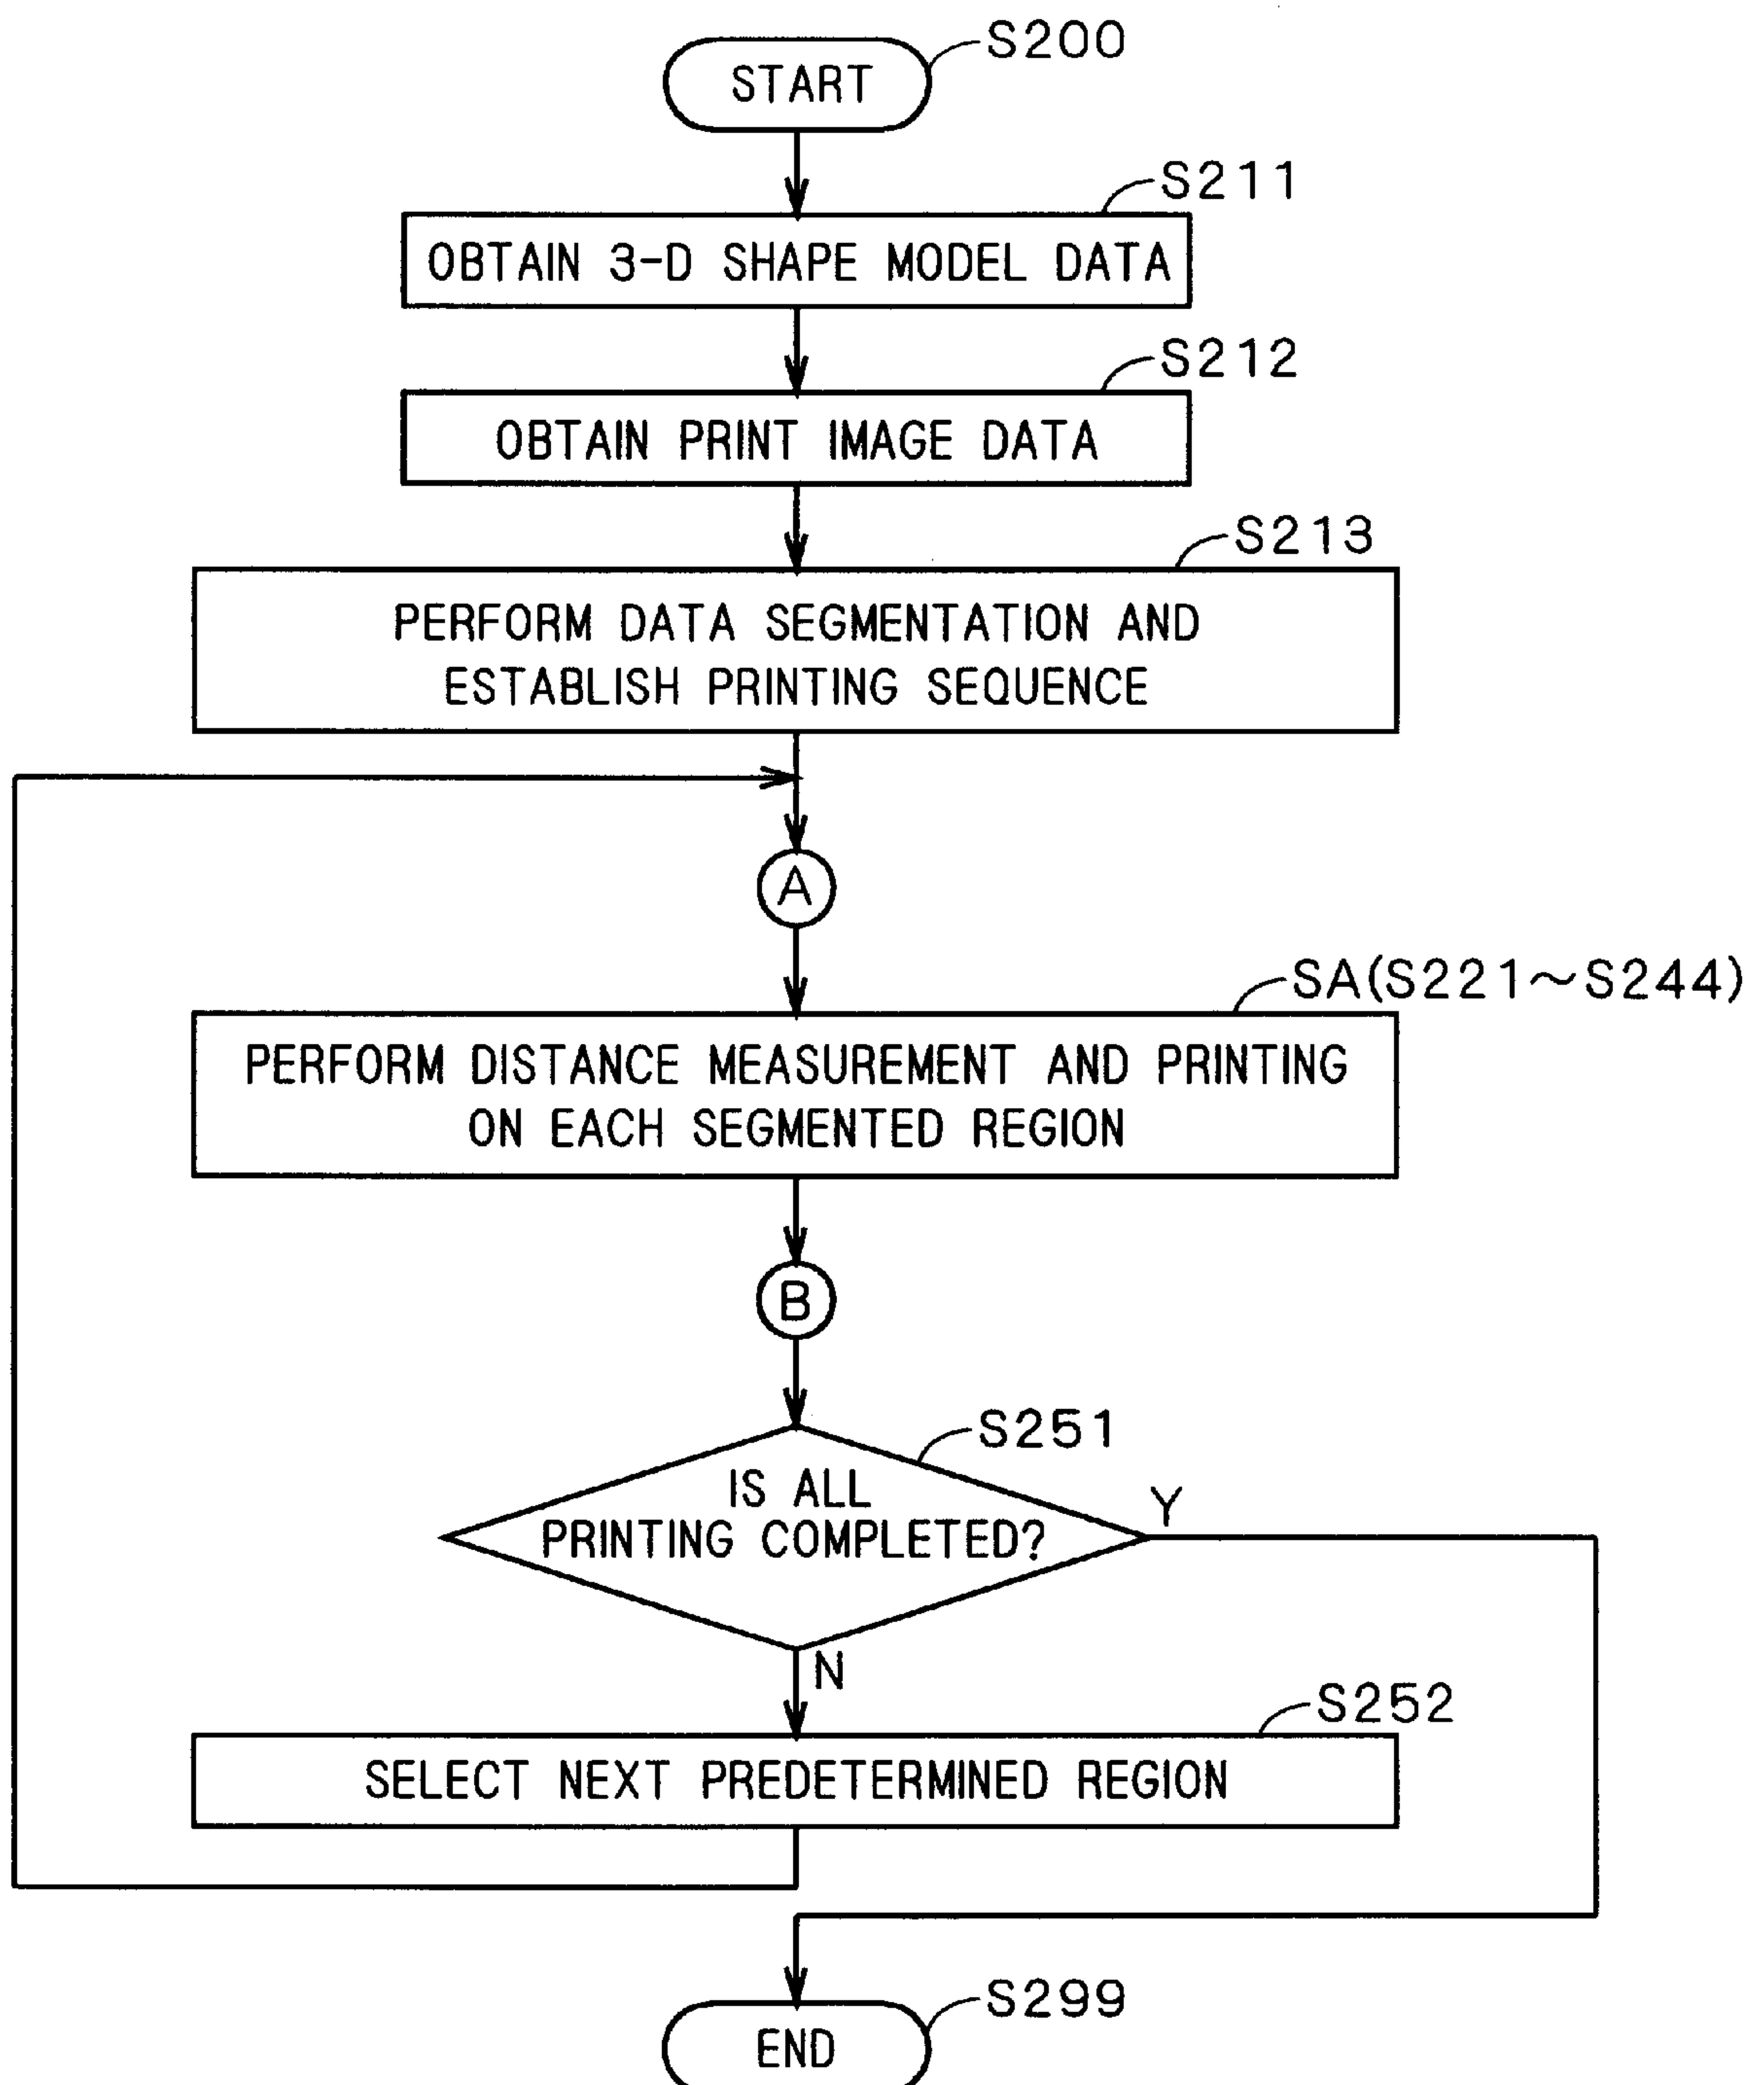 S200
START
S211
OBTAIN 3-D SHAPE MODEL DATA
S212
OBTAIN PRINT IMAGE DATA
S213
PERFORM DATA SEGMENTATION AND
ESTABLISH PRINTING SEQUENCE
A
SA(S221~S244)
PERFORM DISTANCE MEASUREMENT AND PRINTING
ON EACH SEGMENTED REGION
B
S251
IS ALL
PRINTING COMPLETED?
Y
N
S252
SELECT NEXT PREDETERMINED REGION
S299
END